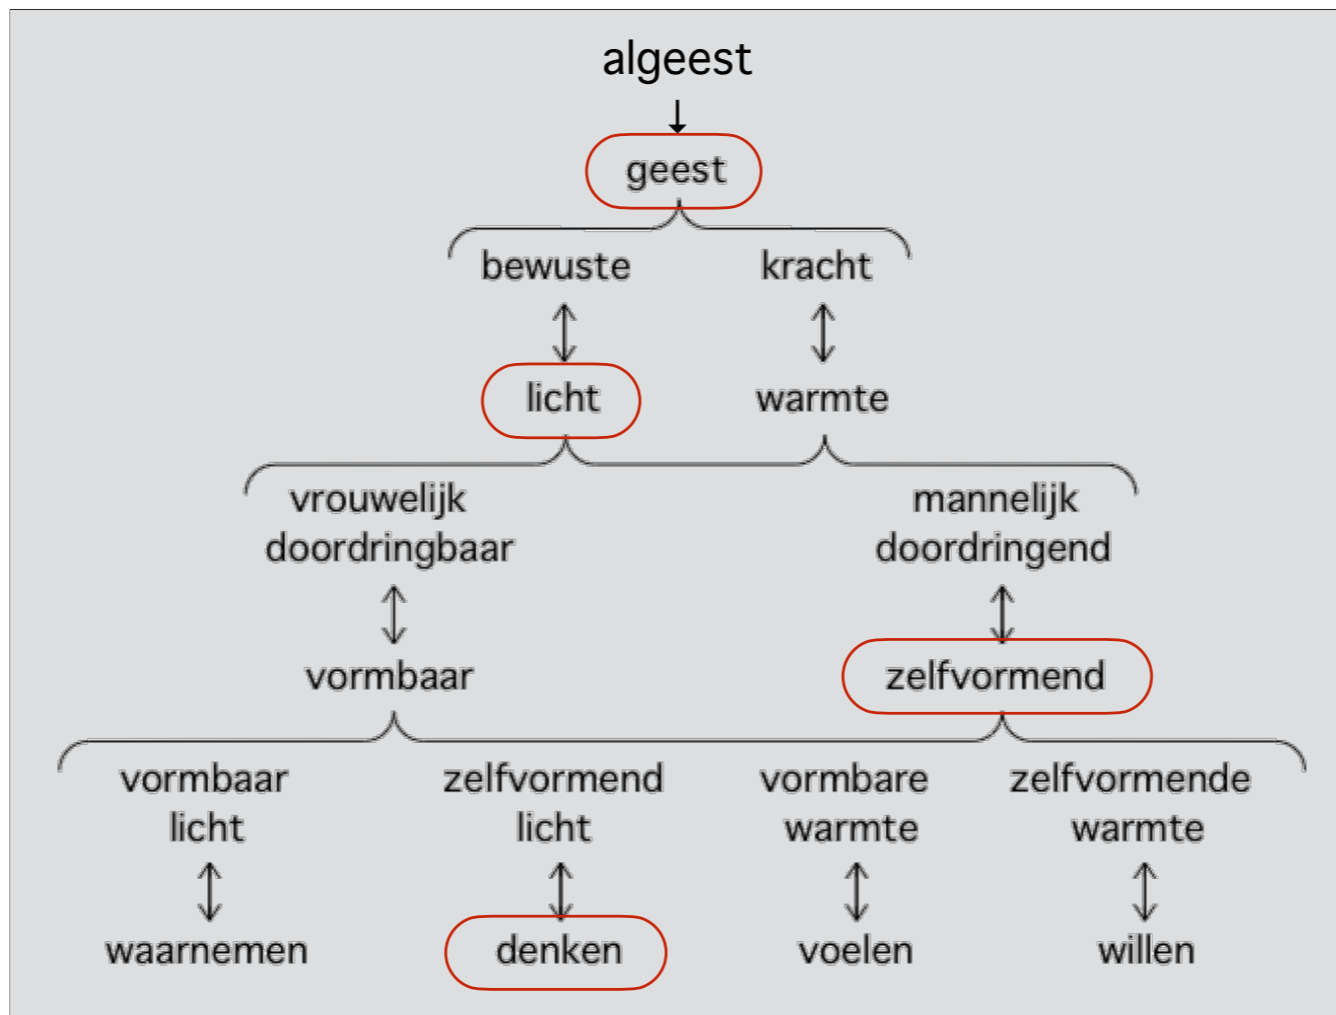 algeest
geest
bewuste kracht
licht warmte
vrouwelijk mannelijk
doordringbaar doordringend
vormbaar zelfvormend
vormbaar zelfvormend vormbare zelfvormende
licht licht warmte warmte
waarnemen denken voelen willen